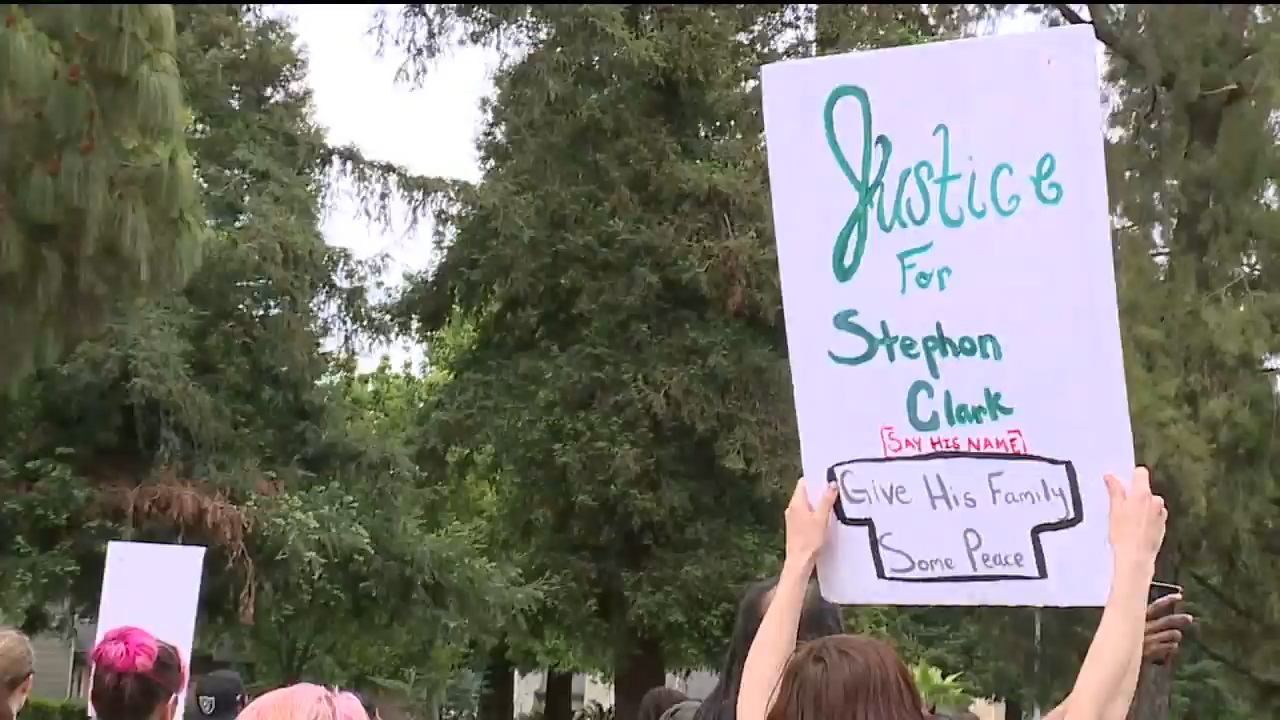 Justice
For
Stephon
Clark
[SAY HIS NAME]
Give His Family
Some Peace